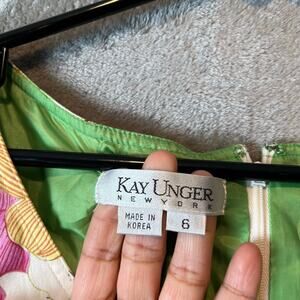 KAY UNGER
NEW YORK
MADE IN
KOREA
6